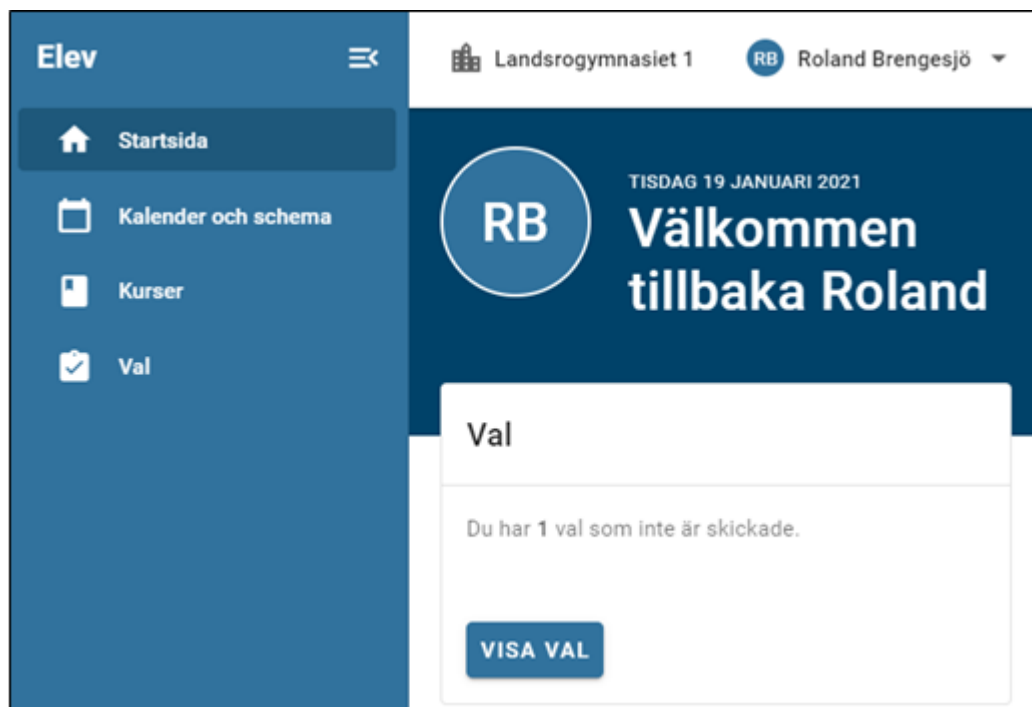 Elev
Startsida
Kalender och schema
Kurser
Val
Landsrogymnasiet 1
RB Roland Brengesjö
RB
TISDAG 19 JANUARI 2021
Välkommen
tillbaka Roland
Val
Du har 1 val som inte är skickade.
VISA VAL